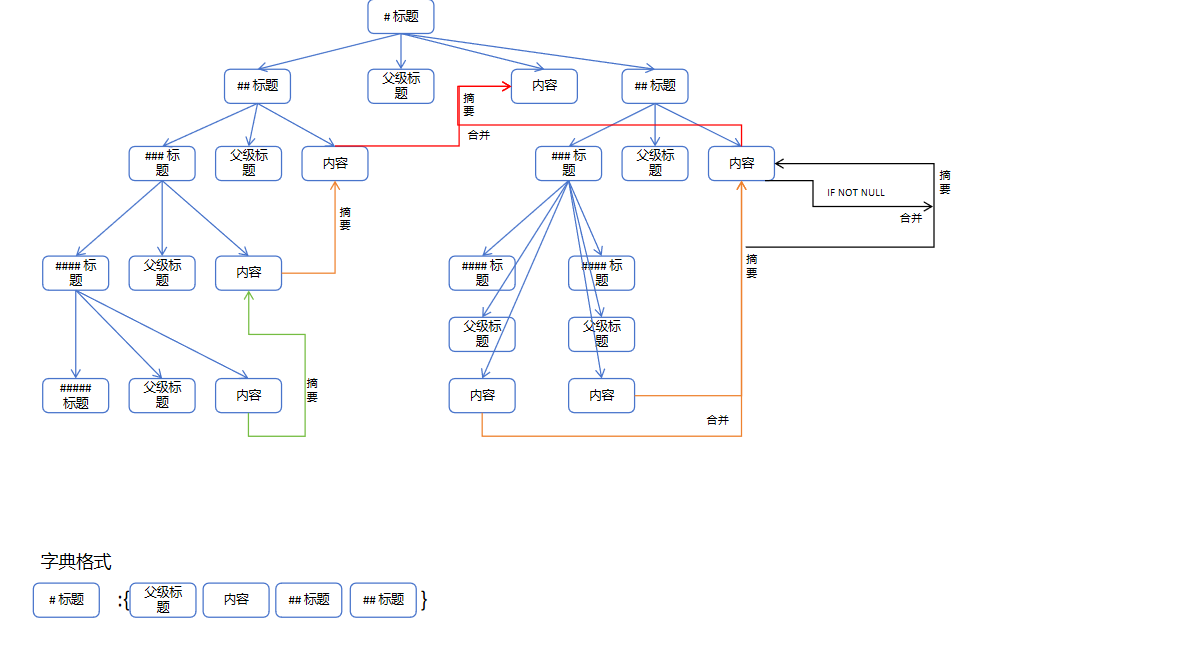 # 标题
## 标题
父级标
题
内容
## 标题
摘
要
合并
### 标
题
父级标
题
内容
### 标
题
父级标
题
内容
摘
要
IF NOT NULL
合并
摘
要
#### 标
题
父级标
题
内容
#### 标
题
#### 标
题
摘
要
父级标
题
父级标
题
#####
标题
父级标
题
内容
摘
要
内容
内容
合并
字典格式
# 标题
:{
父级标
题
内容
## 标题
## 标题
}